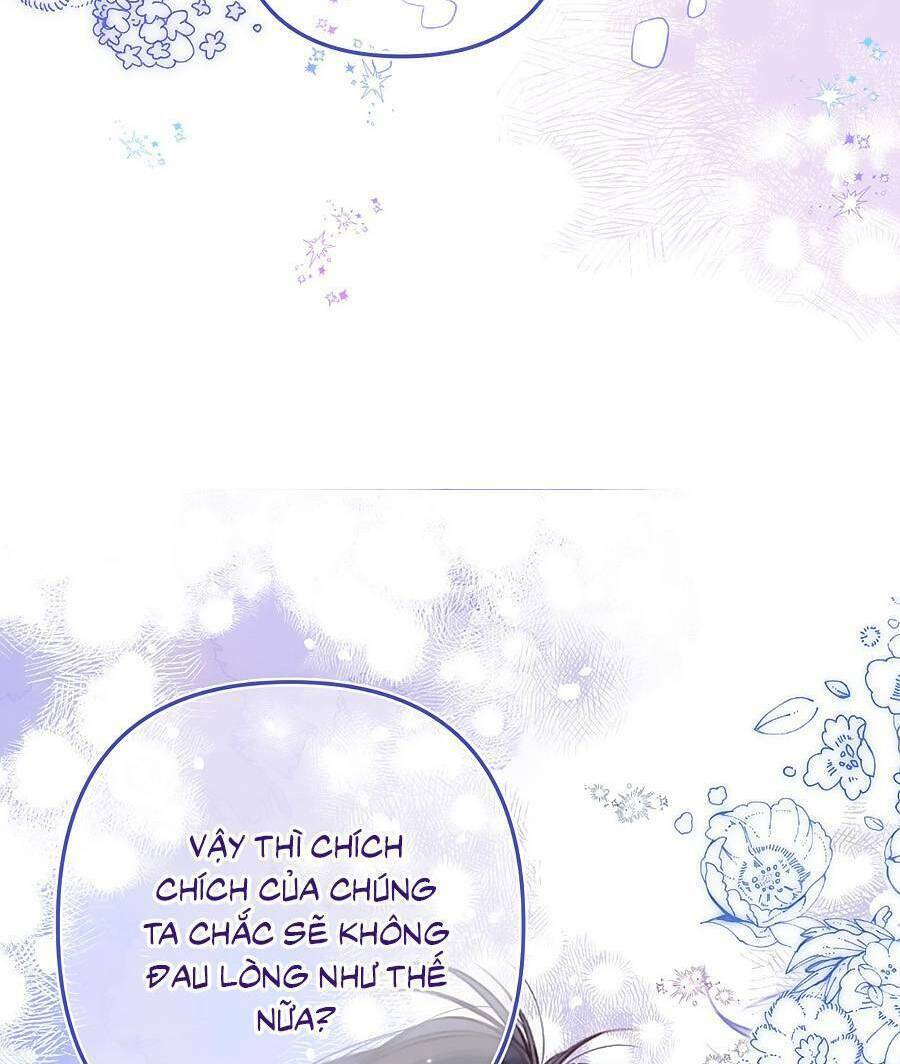 VẬY THÌ CHÍCH
CHÍCH CỦA CHÚNG
TA CHẮC SẼ KHÔNG
ĐAU LÒNG NHƯ THẾ
NỮA?